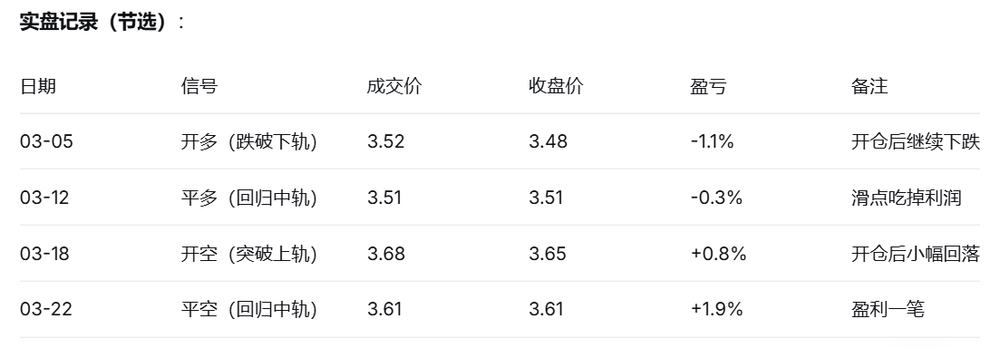 实盘记录（节选）：
日期 信号 成交价 收盘价 盈亏 备注
03-05 开多（跌破下轨） 3.52 3.48 -1.1% 开仓后继续下跌
03-12 平多（回归中轨） 3.51 3.51 -0.3% 滑点吃掉利润
03-18 开空（突破上轨） 3.68 3.65 +0.8% 开仓后小幅回落
03-22 平空（回归中轨） 3.61 3.61 +1.9% 盈利一笔